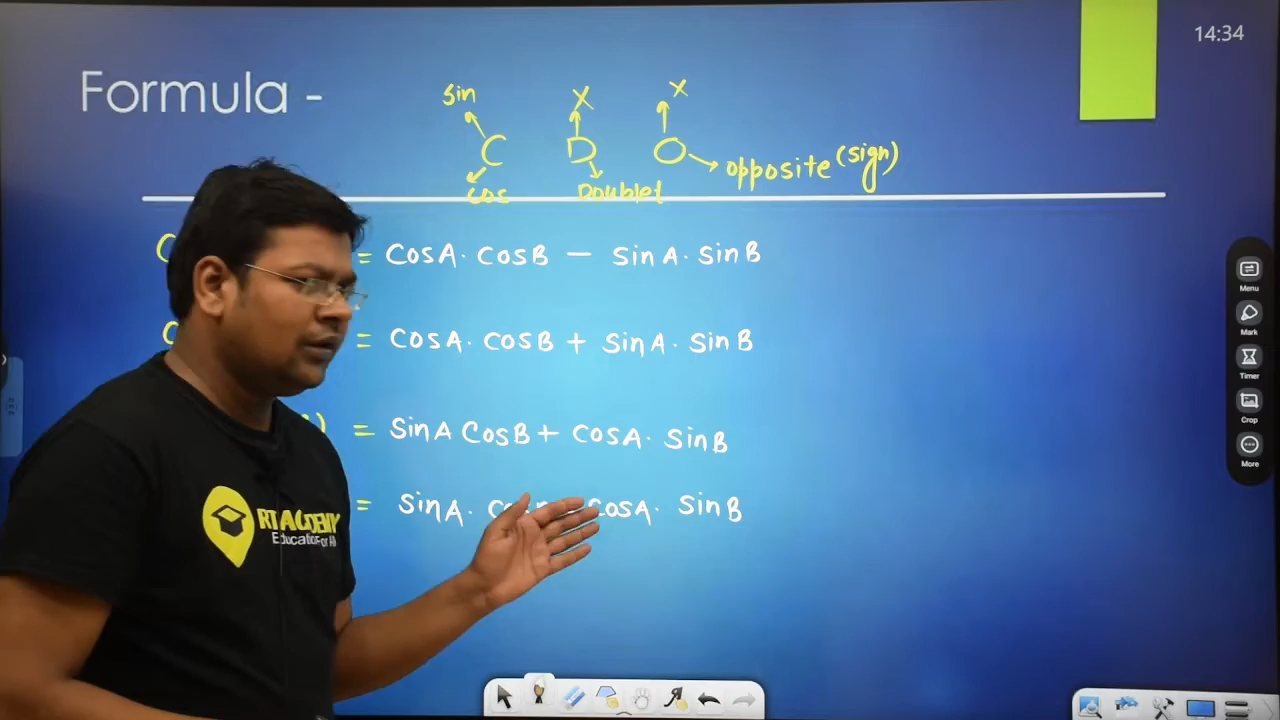 14:34
Formula -
sin X X
C D O opposite (sign)
cos Doublet
= cosA. cosB - sinA. sinB
= cosA. cosB + sinA. sinB
) = SinA CosB + cosA. sinB
= sinA. cosA. sinB
RT ACADEMY
Education For All
Menu
Mark
Timer
Crop
More